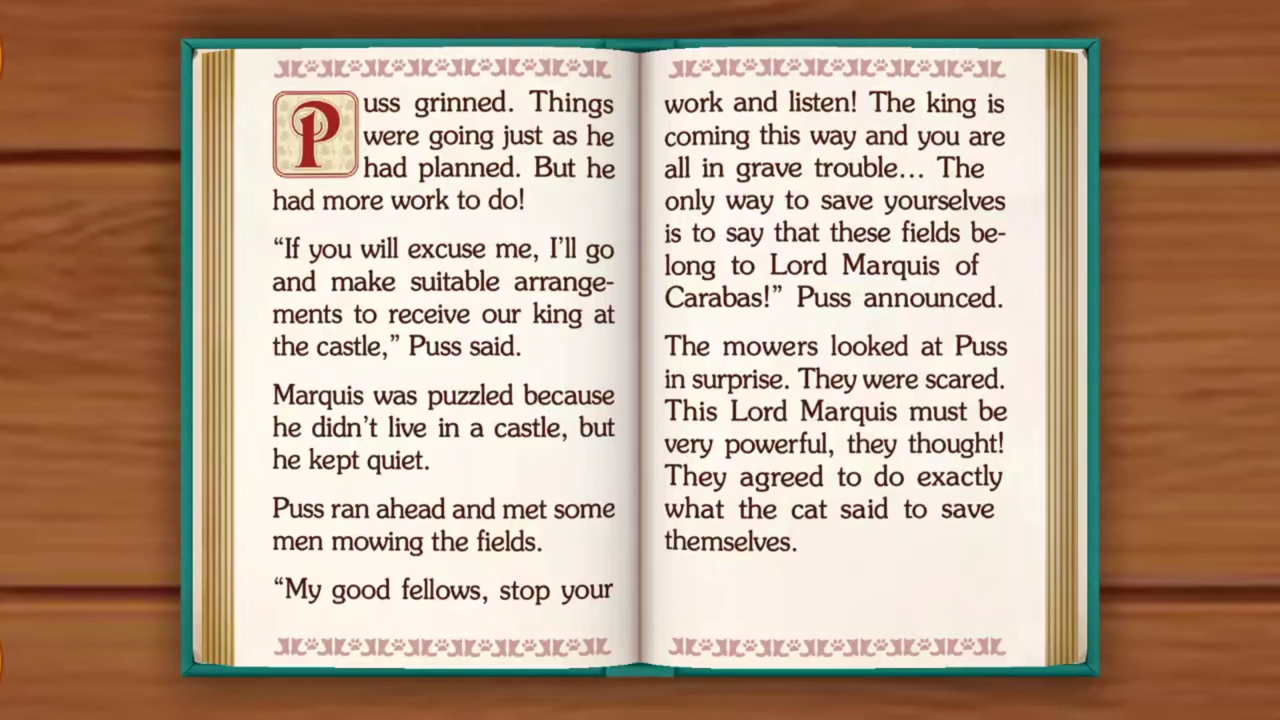 Puss grinned. Things
were going just as he
had planned. But he
had more work to do!
“If you will excuse me, I’ll go
and make suitable arrange-
ments to receive our king at
the castle,” Puss said.
Marquis was puzzled because
he didn’t live in a castle, but
he kept quiet.
Puss ran ahead and met some
men mowing the fields.
“My good fellows, stop your
work and listen! The king is
coming this way and you are
all in grave trouble... The
only way to save yourselves
is to say that these fields be-
long to Lord Marquis of
Carabas!” Puss announced.
The mowers looked at Puss
in surprise. They were scared.
This Lord Marquis must be
very powerful, they thought!
They agreed to do exactly
what the cat said to save
themselves.